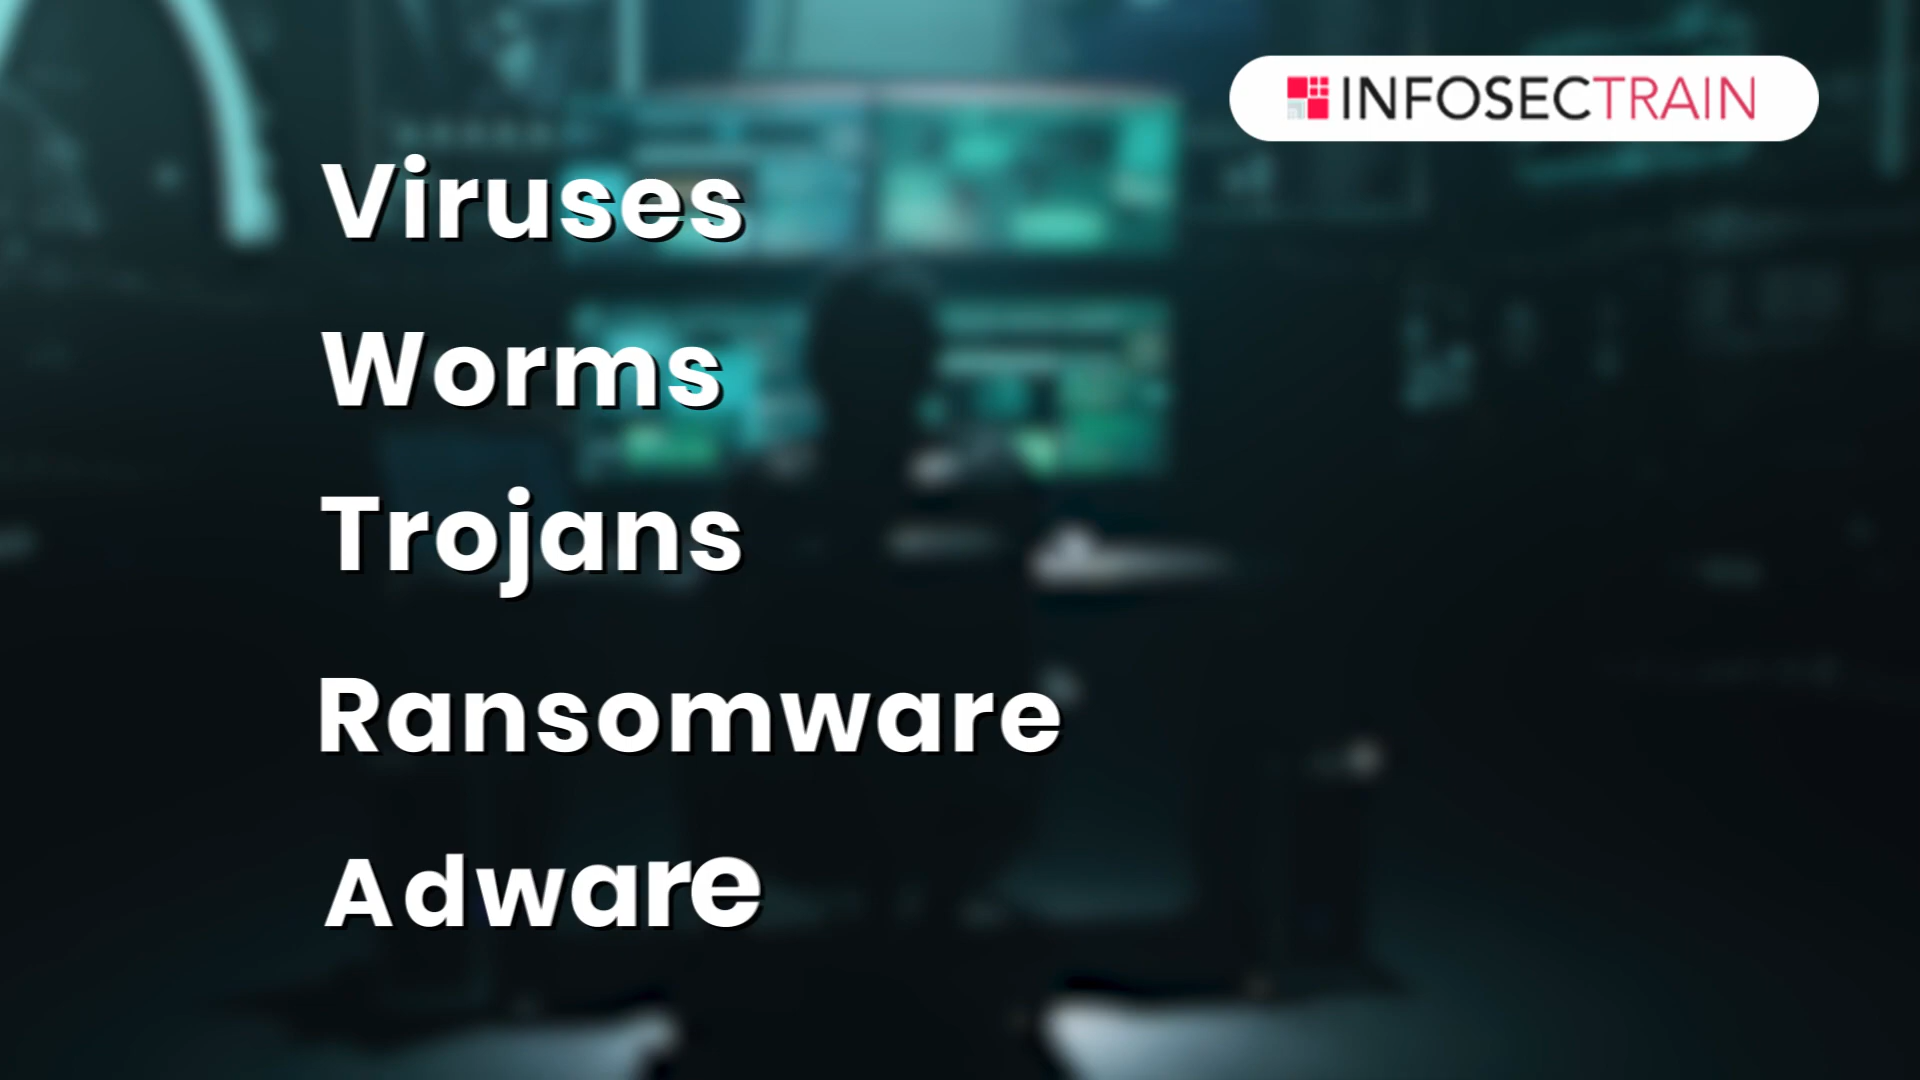 INFOSECTRAIN
Viruses
Worms
Trojans
Ransomware
Adware